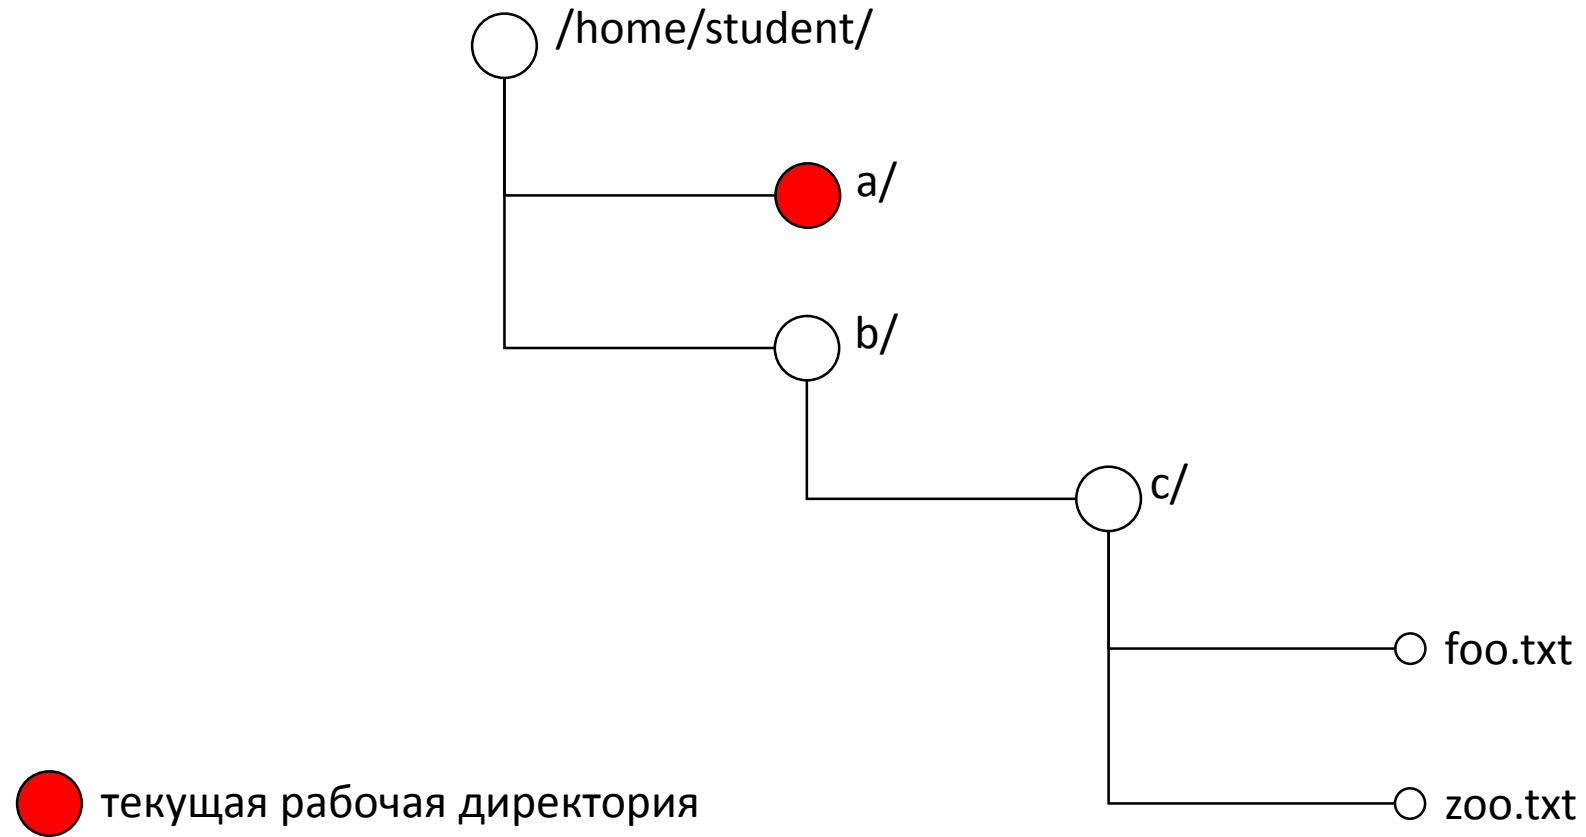 /home/student/
a/
b/
c/
foo.txt
zoo.txt
текущая рабочая директория